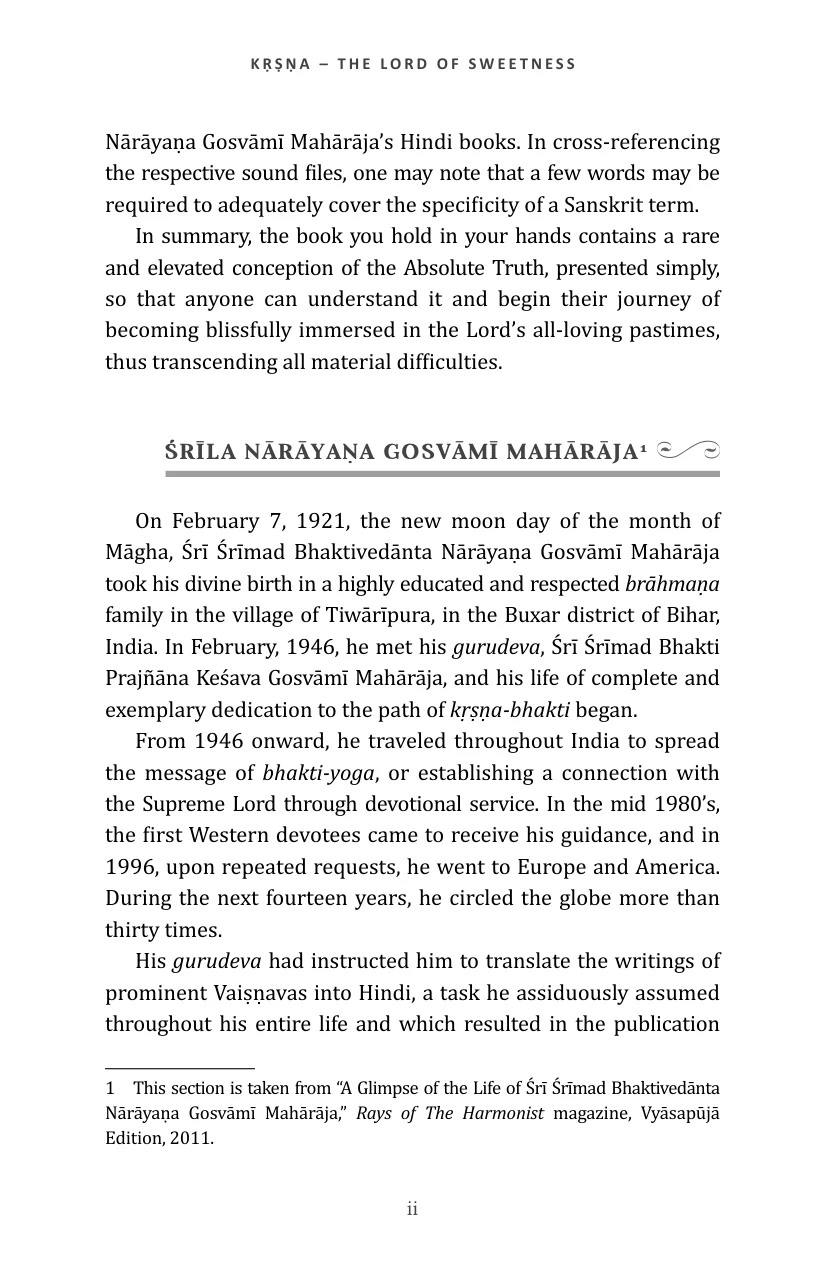 KṚṢṆA – THE LORD OF SWEETNESS
Nārāyaṇa Gosvāmī Mahārāja’s Hindi books. In cross-referencing
the respective sound files, one may note that a few words may be
required to adequately cover the specificity of a Sanskrit term.
In summary, the book you hold in your hands contains a rare
and elevated conception of the Absolute Truth, presented simply,
so that anyone can understand it and begin their journey of
becoming blissfully immersed in the Lord’s all-loving pastimes,
thus transcending all material difficulties.
ŚRĪLA NĀRĀYAṆA GOSVĀMĪ MAHĀRĀJA¹
On February 7, 1921, the new moon day of the month of
Māgha, Śrī Śrīmad Bhaktivedānta Nārāyaṇa Gosvāmī Mahārāja
took his divine birth in a highly educated and respected brāhmaṇa
family in the village of Tiwārīpura, in the Buxar district of Bihar,
India. In February, 1946, he met his gurudeva, Śrī Śrīmad Bhakti
Prajñāna Keśava Gosvāmī Mahārāja, and his life of complete and
exemplary dedication to the path of kṛṣṇa-bhakti began.
From 1946 onward, he traveled throughout India to spread
the message of bhakti-yoga, or establishing a connection with
the Supreme Lord through devotional service. In the mid 1980’s,
the first Western devotees came to receive his guidance, and in
1996, upon repeated requests, he went to Europe and America.
During the next fourteen years, he circled the globe more than
thirty times.
His gurudeva had instructed him to translate the writings of
prominent Vaiṣṇavas into Hindi, a task he assiduously assumed
throughout his entire life and which resulted in the publication
1 This section is taken from “A Glimpse of the Life of Śrī Śrīmad Bhaktivedānta
Nārāyaṇa Gosvāmī Mahārāja,” Rays of The Harmonist magazine, Vyāsapūjā
Edition, 2011.
ii